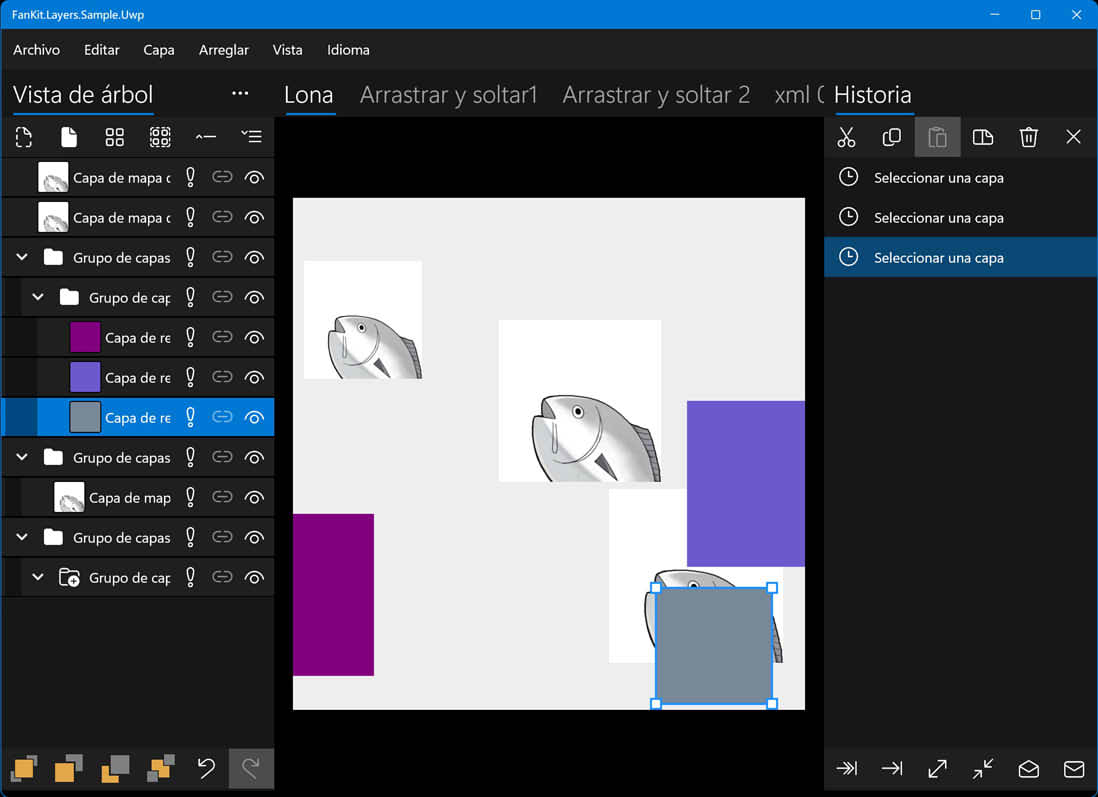 FanKit.Layers.Sample.Uwp
Archivo Editar Capa Arreglar Vista Idioma
Vista de árbol ··· Lona Arrastrar y soltar1 Arrastrar y soltar 2 xml Historia
Capa de mapa
Seleccionar una capa
Capa de mapa
Seleccionar una capa
Grupo de capas
Seleccionar una capa
Grupo de cap
Capa de re
Capa de re
Capa de re
Grupo de capas
Capa de map
Grupo de capas
Grupo de cap